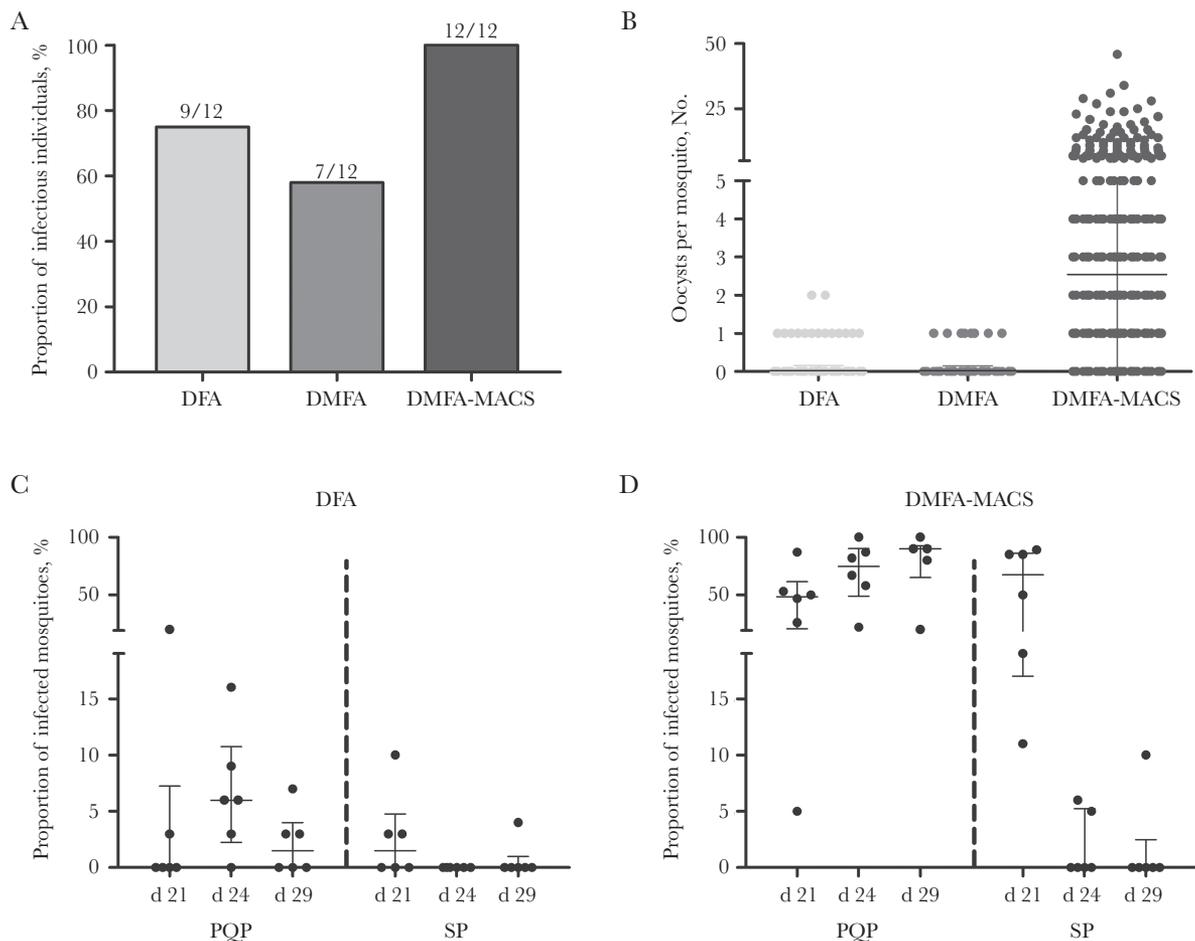 A
Proportion of infectious individuals, %
100
80
60
40
20
0
9/12
7/12
12/12
DFA
DMFA
DMFA-MACS
B
Oocysts per mosquito, No.
50
25
5
4
3
2
1
0
DFA
DMFA
DMFA-MACS
C
DFA
Proportion of infected mosquitoes, %
100
50
15
10
5
0
d 21
d 24
d 29
d 21
d 24
d 29
PQP
SP
D
DMFA-MACS
Proportion of infected mosquitoes, %
100
50
15
10
5
0
d 21
d 24
d 29
d 21
d 24
d 29
PQP
SP